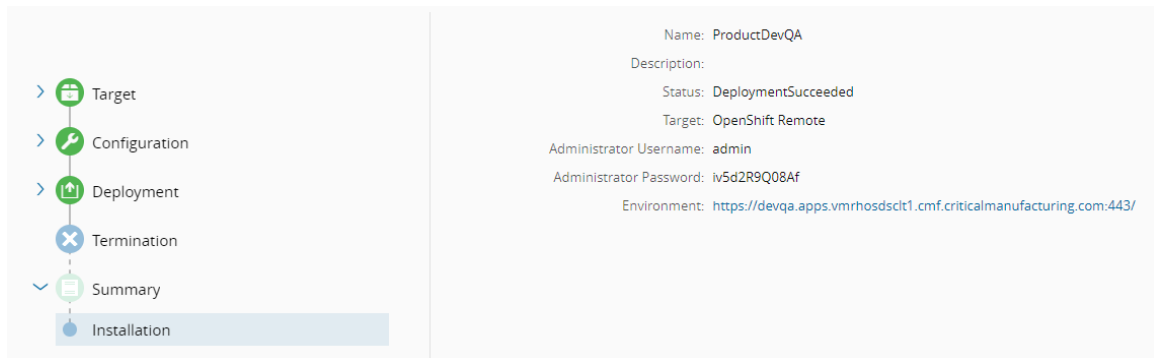 Target
Configuration
Deployment
Termination
Summary
Installation
Name: ProductDevQA
Description:
Status: DeploymentSucceeded
Target: OpenShift Remote
Administrator Username: admin
Administrator Password: iv5d2R9Q08Af
Environment: https://devqa.apps.vmrhosdsclt1.cmf.criticalmanufacturing.com:443/